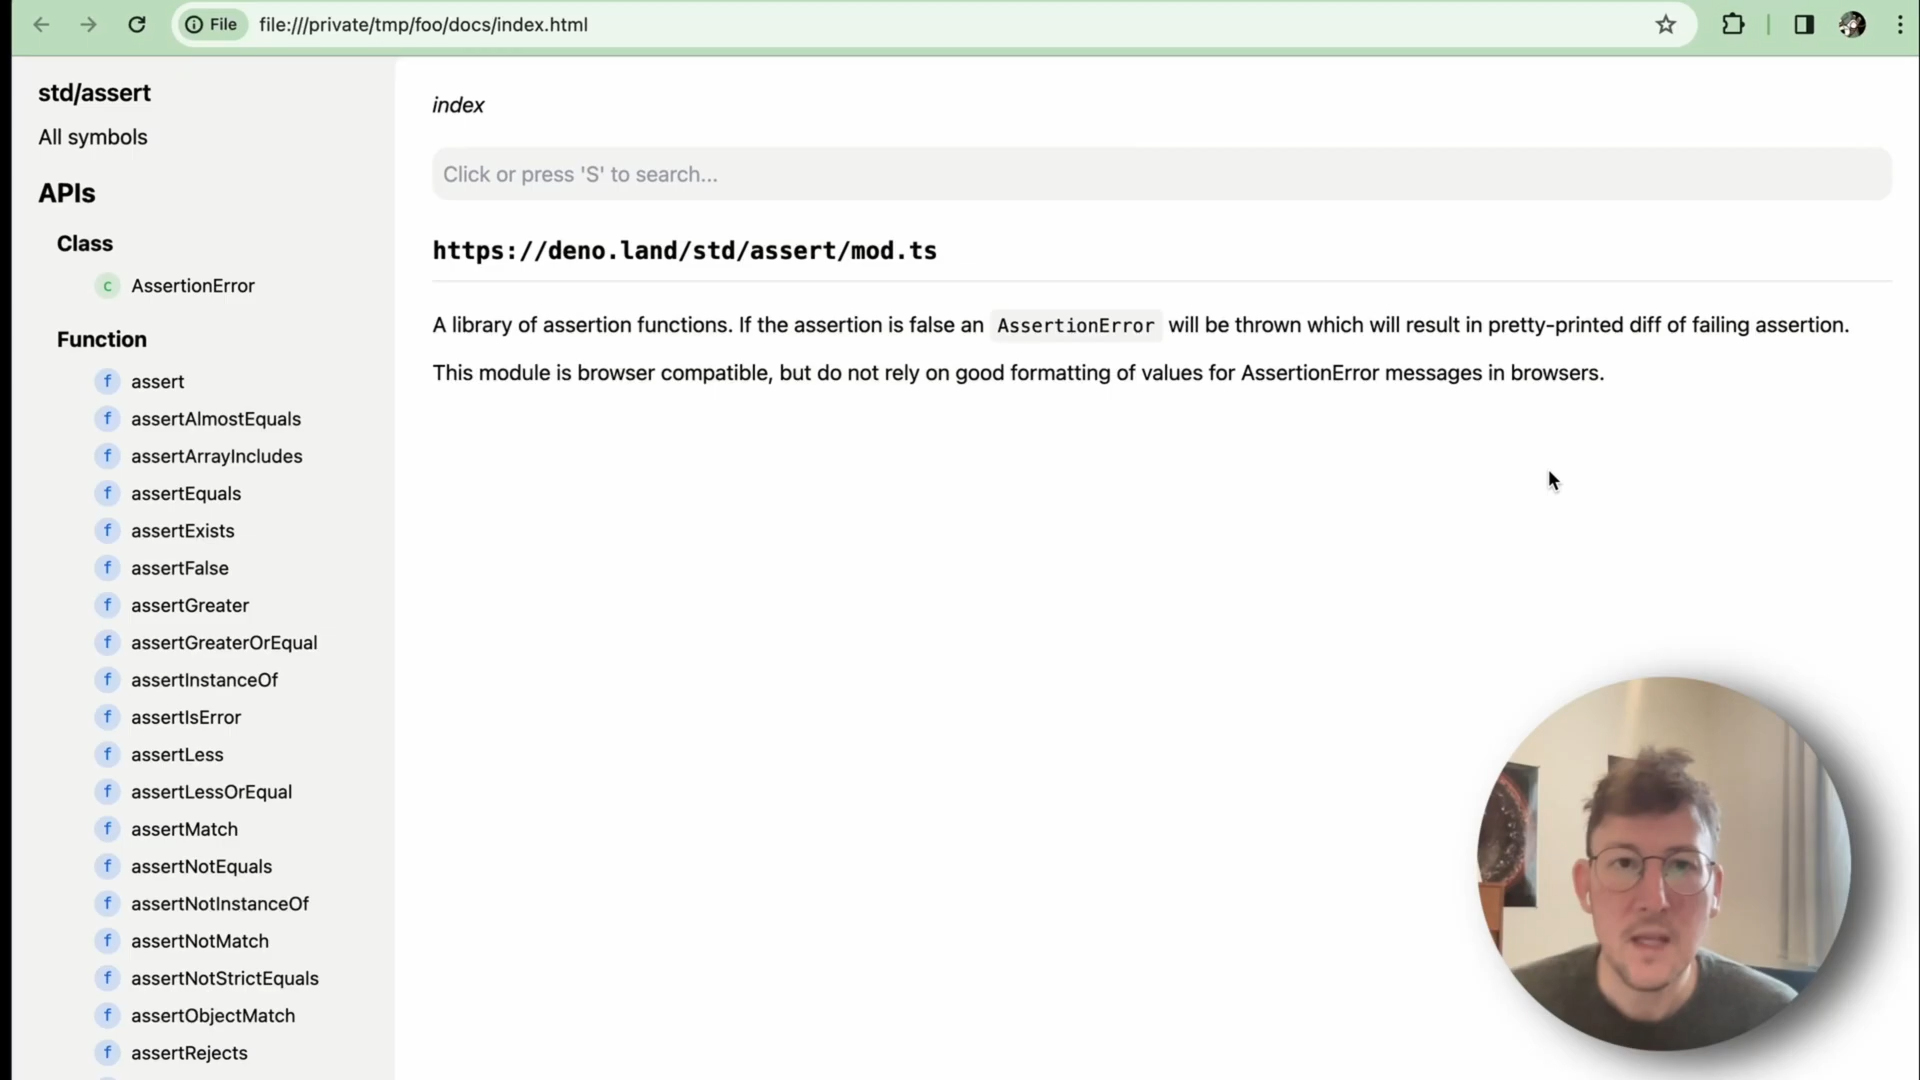 File file:///private/tmp/foo/docs/index.html
std/assert
All symbols
APIs
Class
c AssertionError
Function
f assert
f assertAlmostEquals
f assertArrayIncludes
f assertEquals
f assertExists
f assertFalse
f assertGreater
f assertGreaterOrEqual
f assertInstanceOf
f assertIsError
f assertLess
f assertLessOrEqual
f assertMatch
f assertNotEquals
f assertNotInstanceOf
f assertNotMatch
f assertNotStrictEquals
f assertObjectMatch
f assertRejects
index
Click or press 'S' to search...
https://deno.land/std/assert/mod.ts
A library of assertion functions. If the assertion is false an AssertionError will be thrown which will result in pretty-printed diff of failing assertion.
This module is browser compatible, but do not rely on good formatting of values for AssertionError messages in browsers.